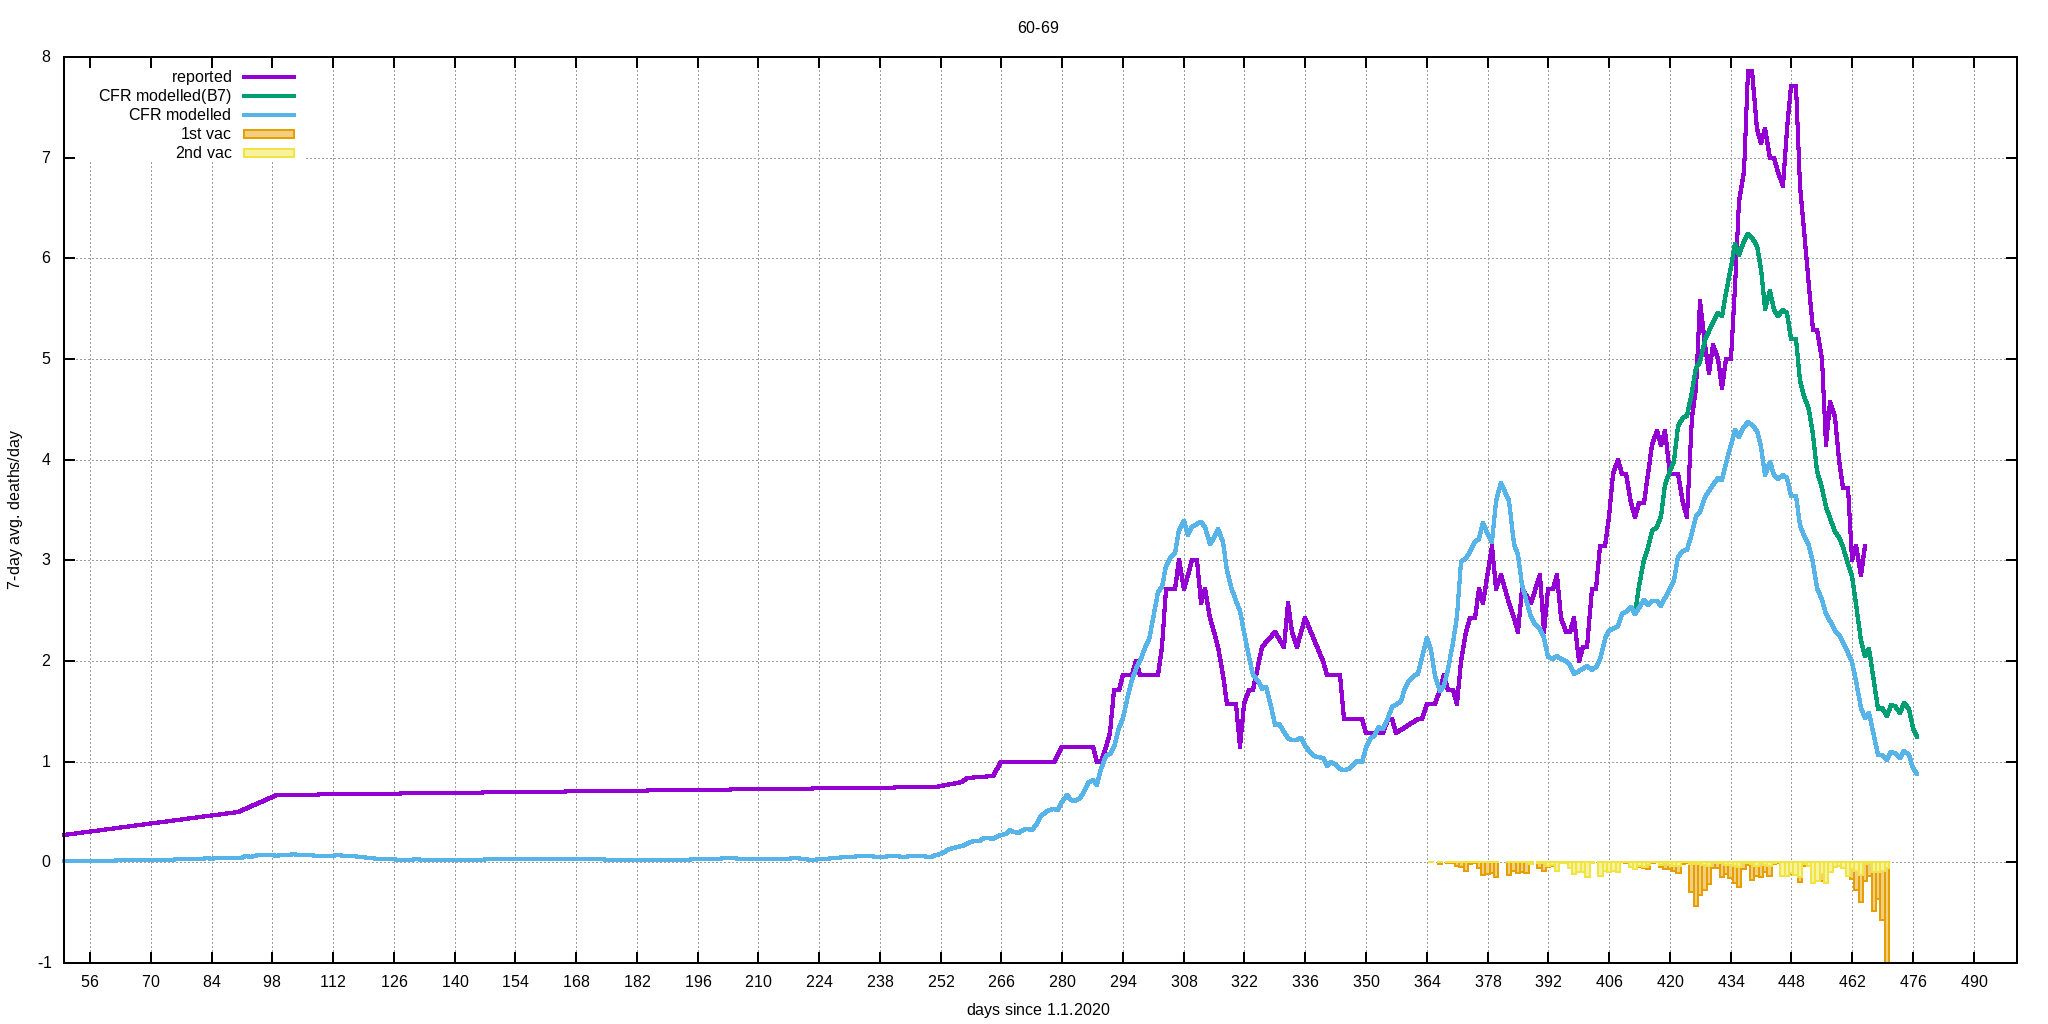 60-69
8
7
6
5
4
3
2
1
0
-1
7-day avg. deaths/day
reported
CFR modelled(B7)
CFR modelled
1st vac
2nd vac
56 70 84 98 112 126 140 154 168 182 196 210 224 238 252 266 280 294 308 322 336 350 364 378 392 406 420 434 448 462 476 490
days since 1.1.2020